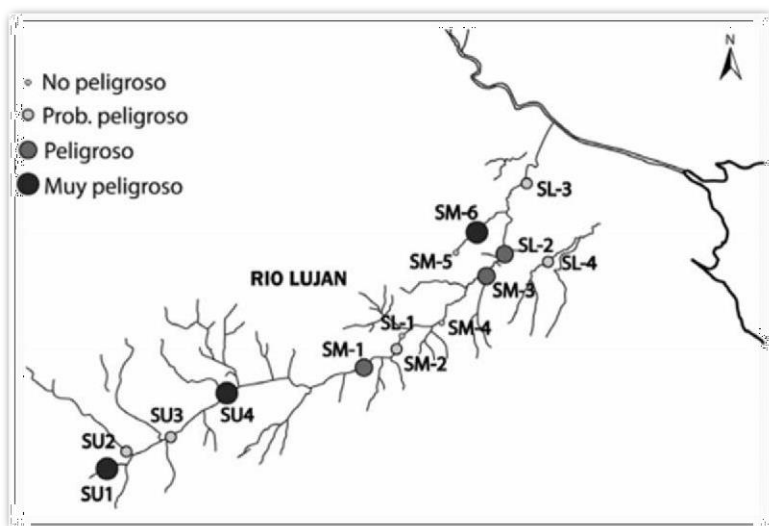 N
No peligroso
Prob. peligroso
Peligroso
Muy peligroso
SL-3
SM-6
SL-2
SM-5
SL-4
RIO LUJAN
SM-3
SL-1
SM-4
SM-1
SM-2
SU4
SU3
SU2
SU1